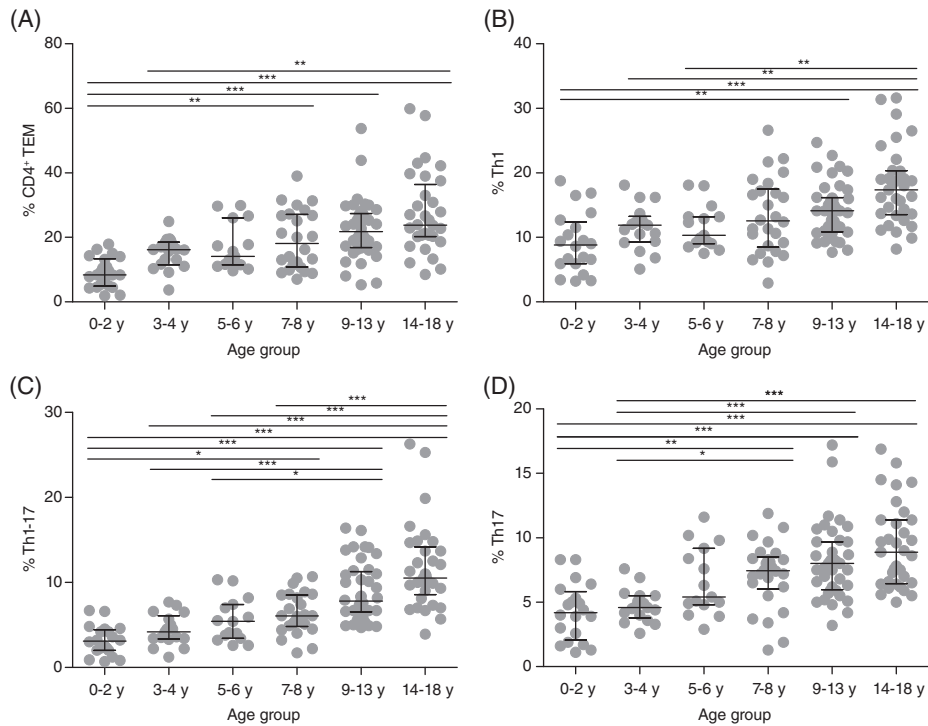 (A)
80
60
40
20
0
% CD4+ TEM
**
***
***
**
0-2 y 3-4 y 5-6 y 7-8 y 9-13 y 14-18 y
Age group
(B)
40
30
20
10
0
% Th1
**
**
***
**
0-2 y 3-4 y 5-6 y 7-8 y 9-13 y 14-18 y
Age group
(C)
30
20
10
0
% Th1-17
***
***
***
***
***
*
***
*
0-2 y 3-4 y 5-6 y 7-8 y 9-13 y 14-18 y
Age group
(D)
20
15
10
5
0
% Th17
***
***
***
***
**
*
0-2 y 3-4 y 5-6 y 7-8 y 9-13 y 14-18 y
Age group